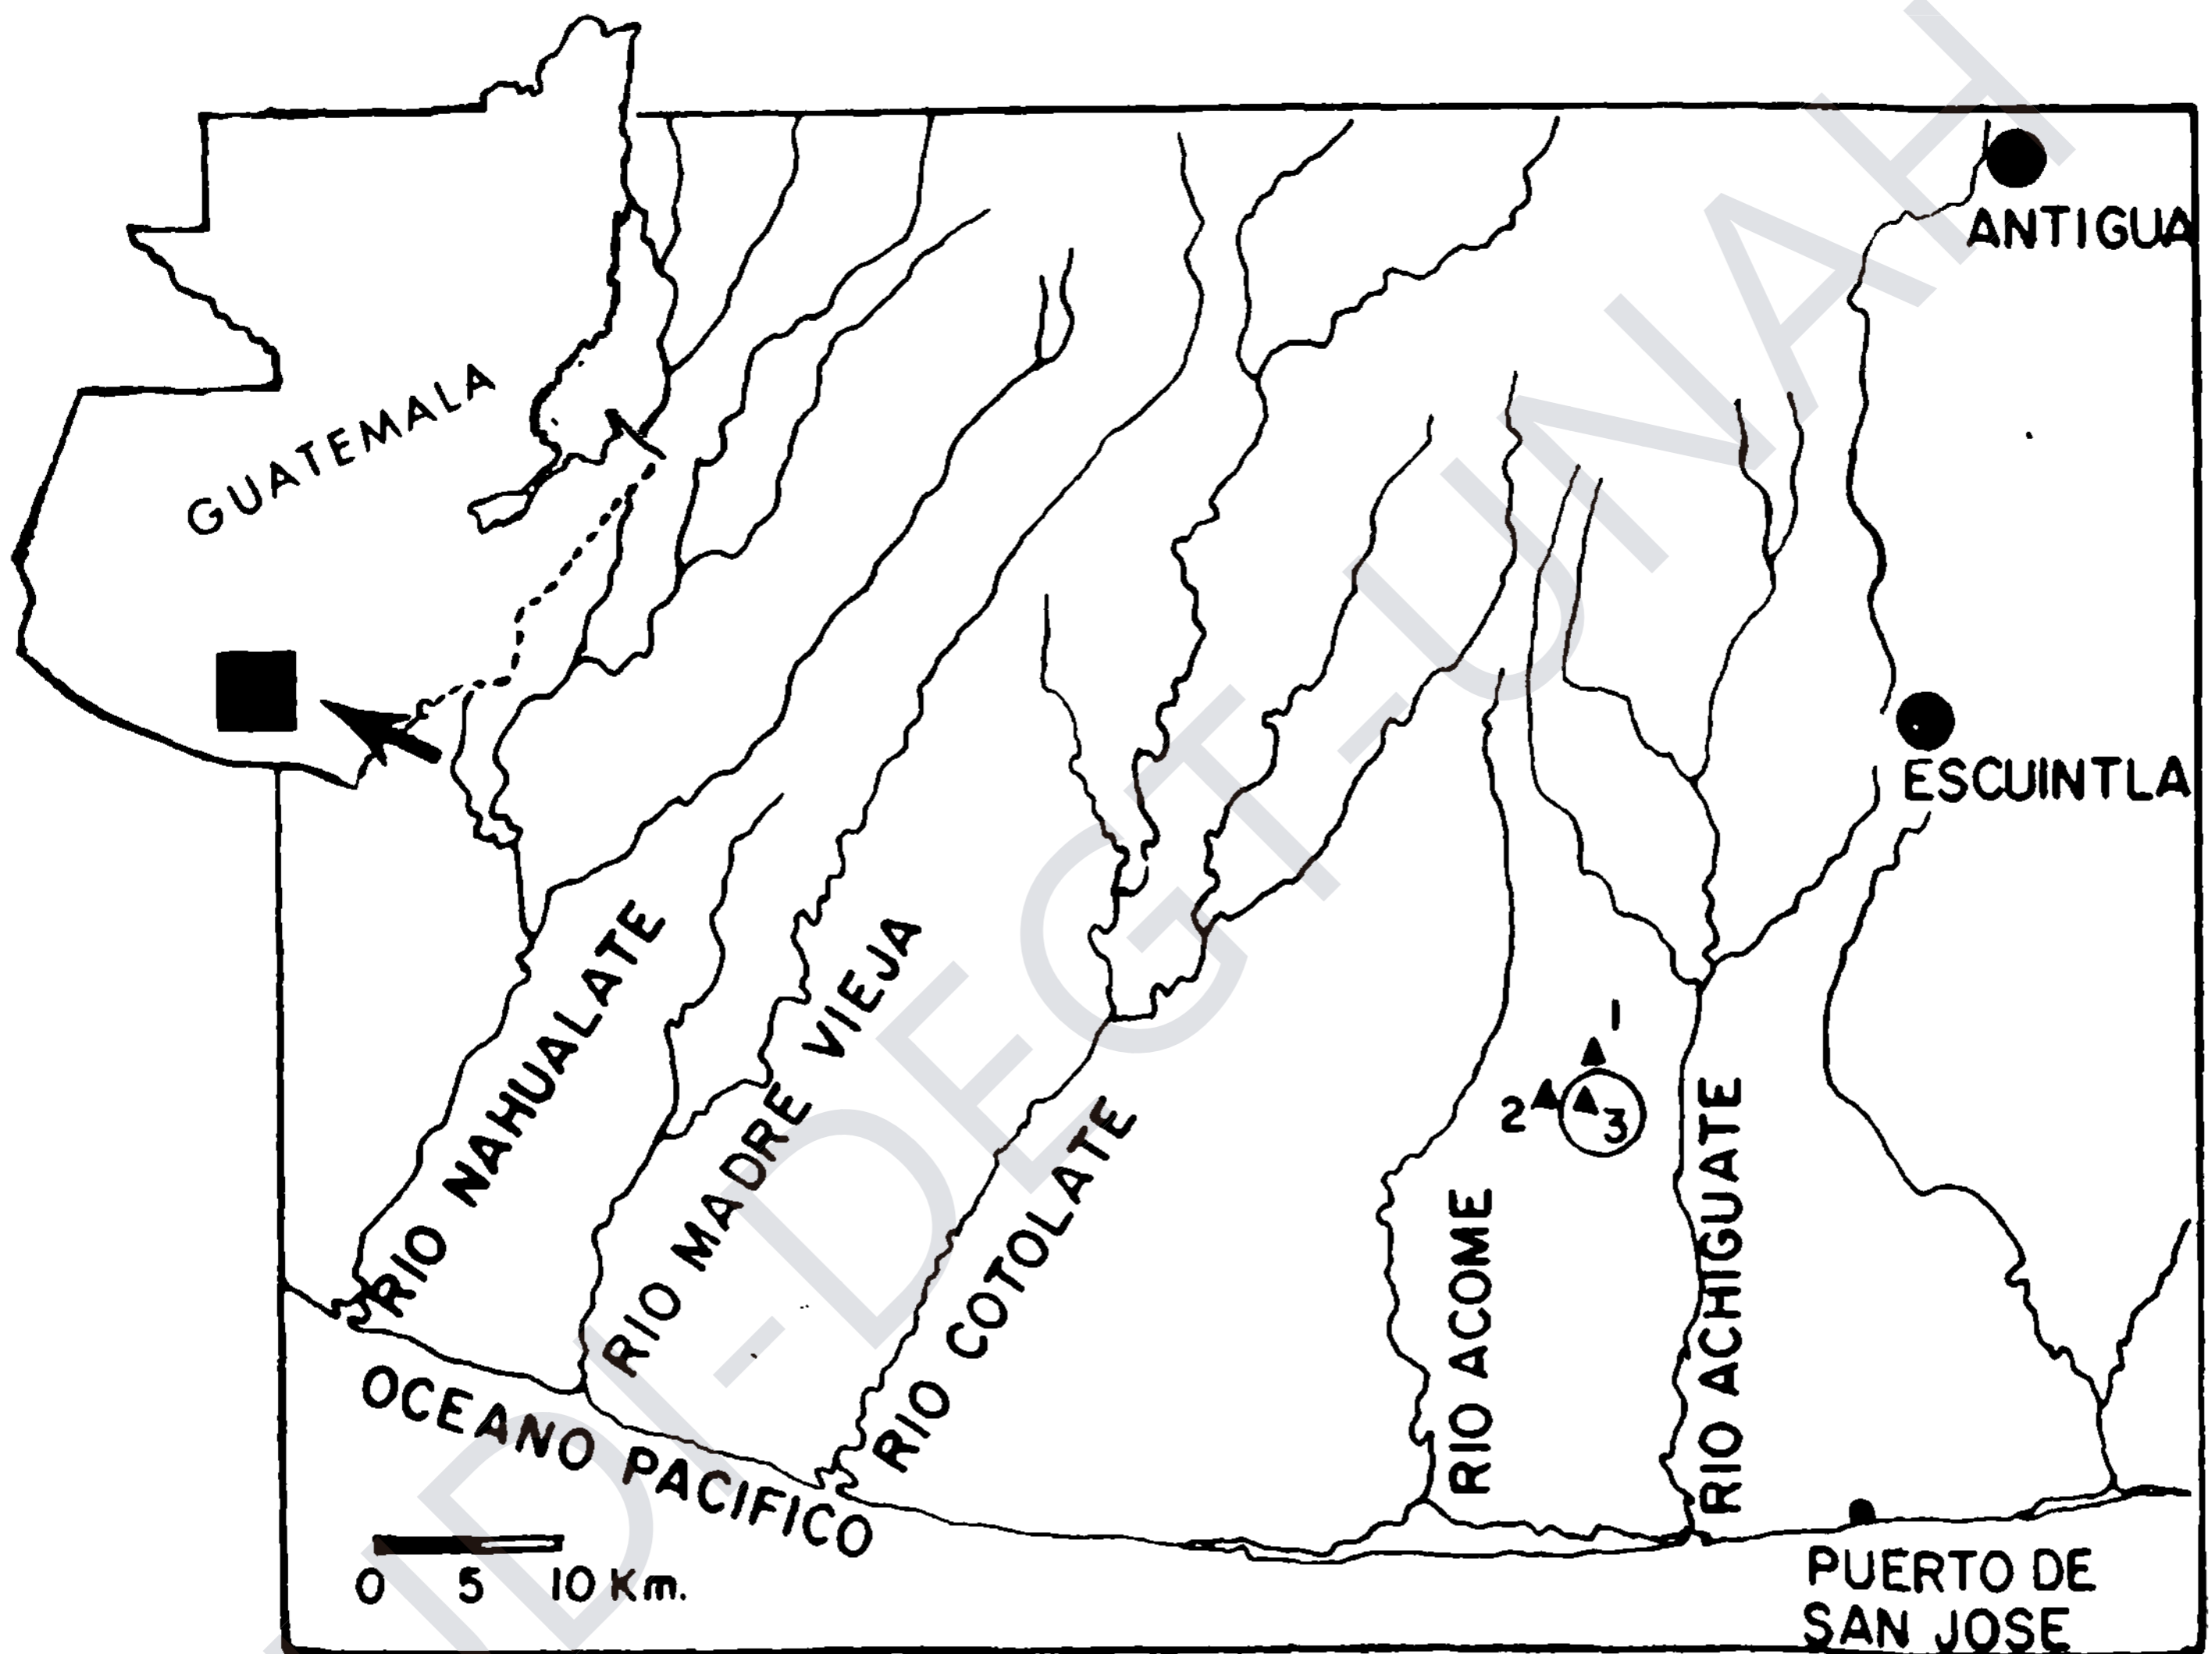 GUATEMALA
ANTIGUA
ESCUINTLA
RIO NAHUALATE
RIO MADRE VIEJA
RIO COTOLATE
RIO ACOME
RIO ACHIGUATE
1
2
3
OCEANO PACIFICO
0 5 10 Km.
PUERTO DE
SAN JOSE
UDI-DEGT-UNAH